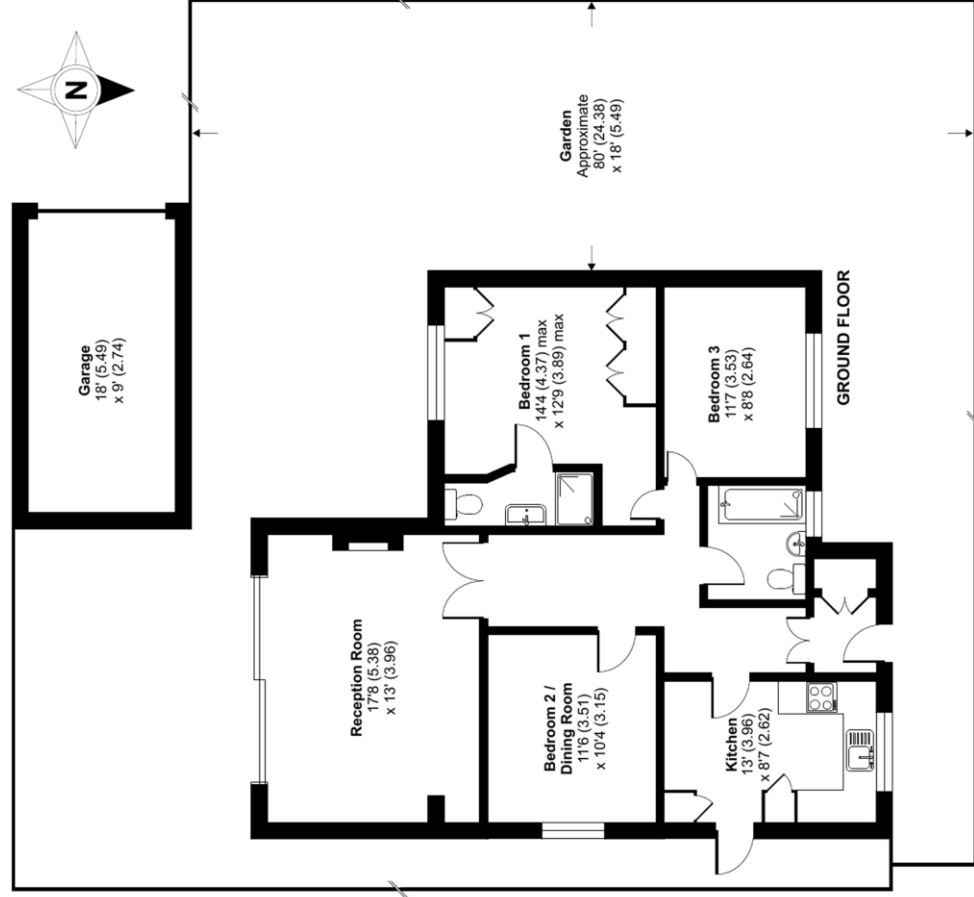 N
Garden
Approximate
80' (24.38)
x 18' (5.49)
Garage
18' (5.49)
x 9' (2.74)
Bedroom 1
14'4 (4.37) max
x 12'9 (3.89) max
Bedroom 3
11'7 (3.53)
x 8'8 (2.64)
GROUND FLOOR
Reception Room
17'8 (5.38)
x 13' (3.96)
Bedroom 2 /
Dining Room
11'6 (3.51)
x 10'4 (3.15)
Kitchen
13' (3.96)
x 8'7 (2.62)